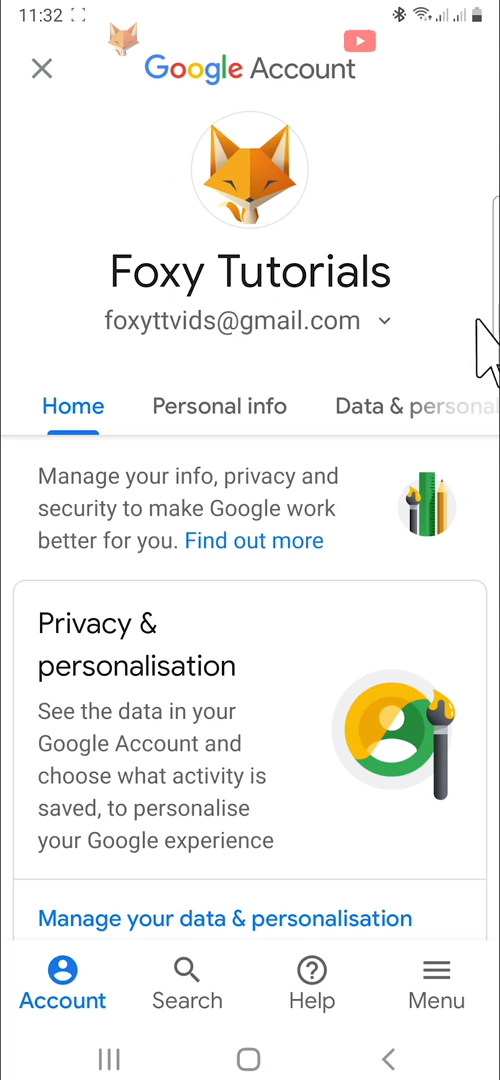 11:32
Google Account
Foxy Tutorials
foxyttvids@gmail.com
Home Personal info Data & persona
Manage your info, privacy and
security to make Google work
better for you. Find out more
Privacy &
personalisation
See the data in your
Google Account and
choose what activity is
saved, to personalise
your Google experience
Manage your data & personalisation
Account Search Help Menu